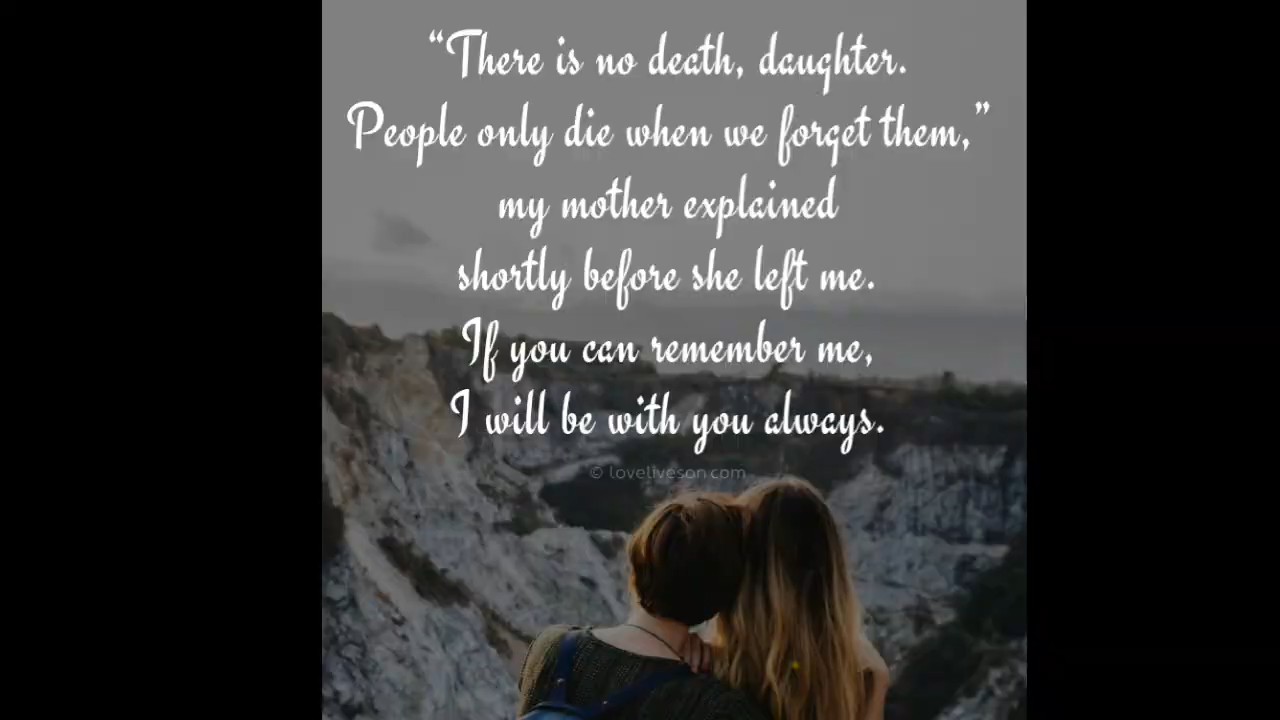 “There is no death, daughter.
People only die when we forget them,”
my mother explained
shortly before she left me.
If you can remember me,
I will be with you always.
© loveliveson.com